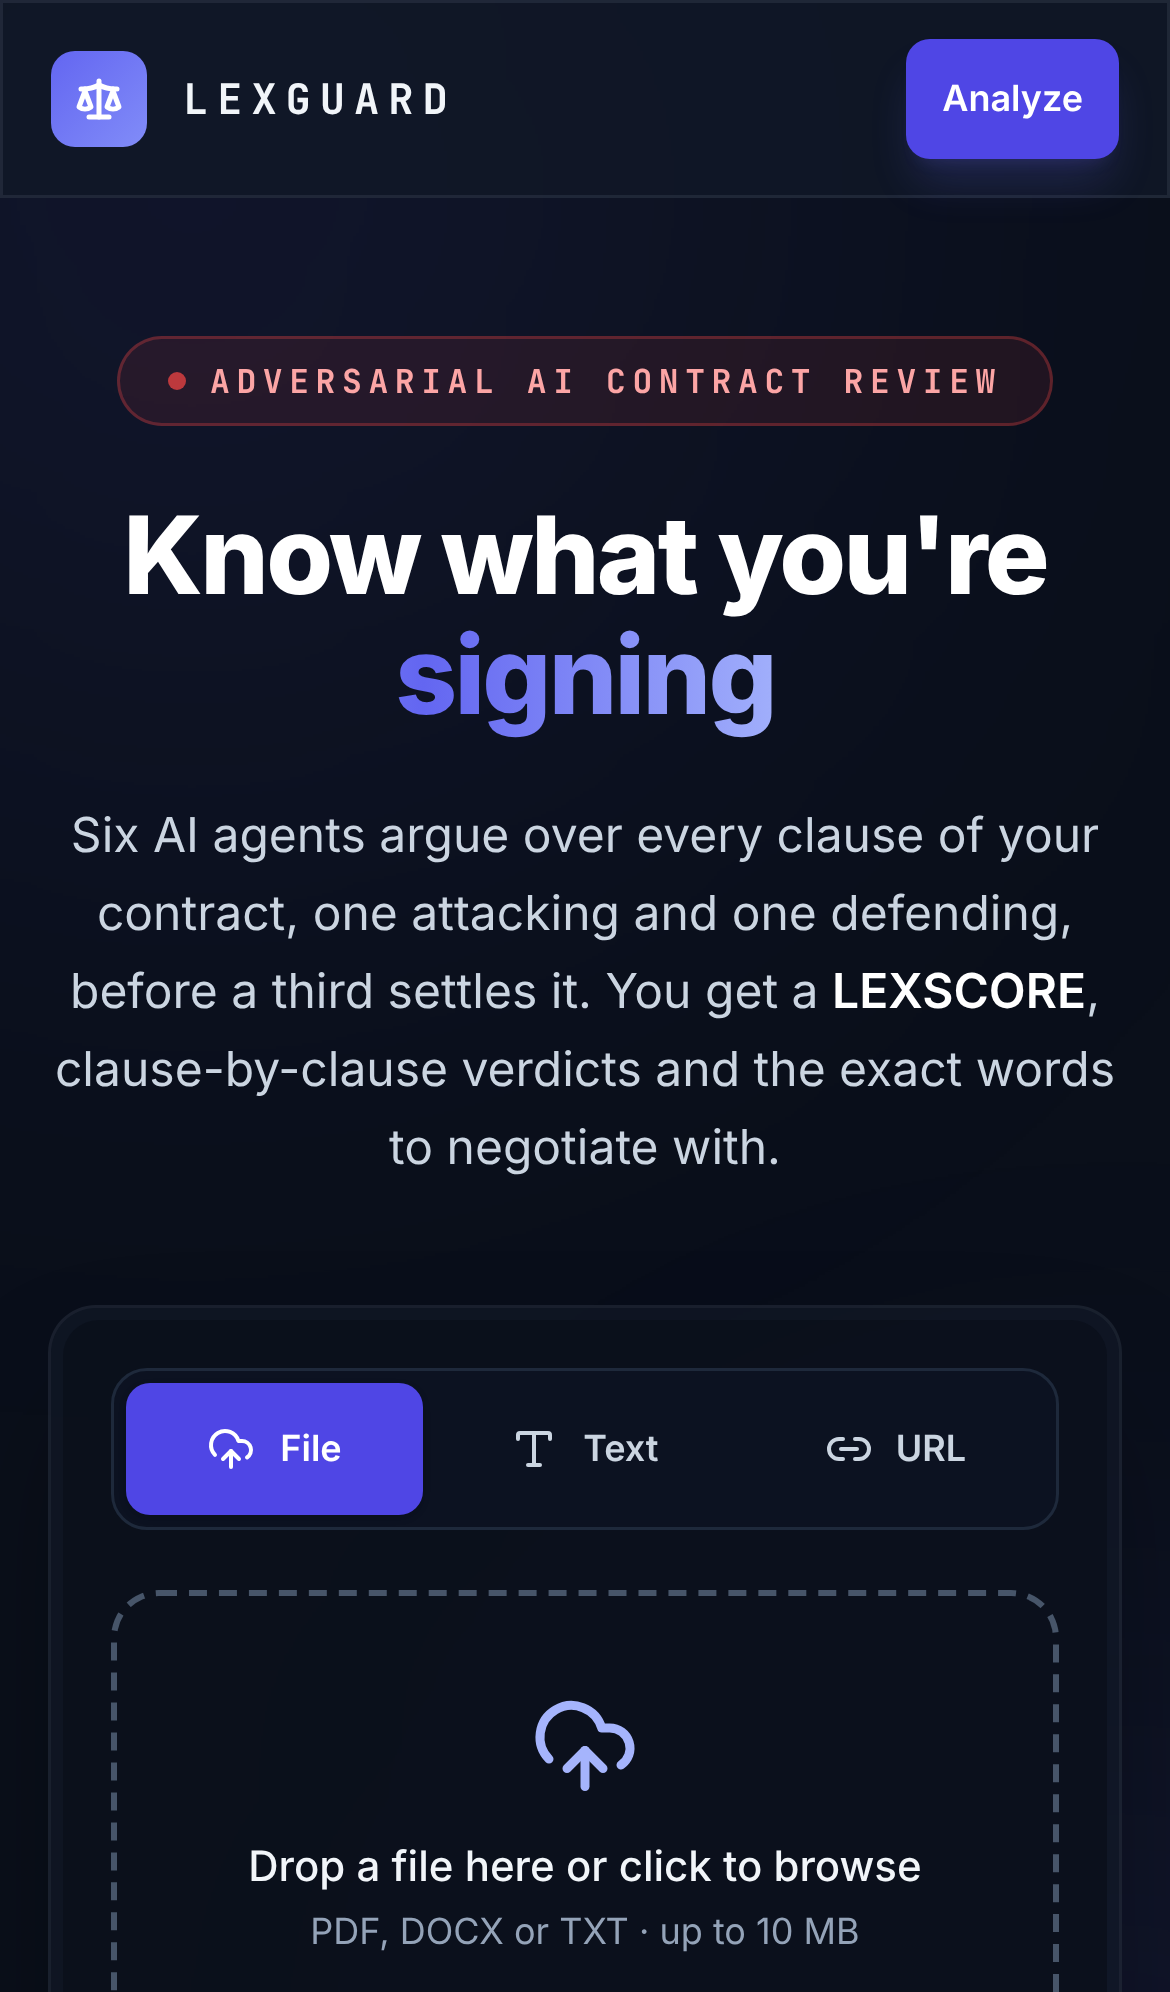 LEXGUARD
Analyze
ADVERSARIAL AI CONTRACT REVIEW
Know what you're
signing
Six AI agents argue over every clause of your
contract, one attacking and one defending,
before a third settles it. You get a LEXSCORE,
clause-by-clause verdicts and the exact words
to negotiate with.
File
Text
URL
Drop a file here or click to browse
PDF, DOCX or TXT · up to 10 MB